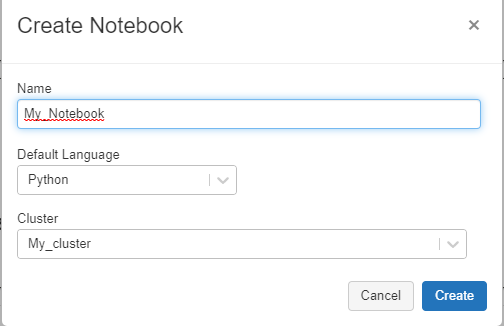 Create Notebook ×
Name
My_Notebook
Default Language
Python
Cluster
My_cluster
Cancel Create